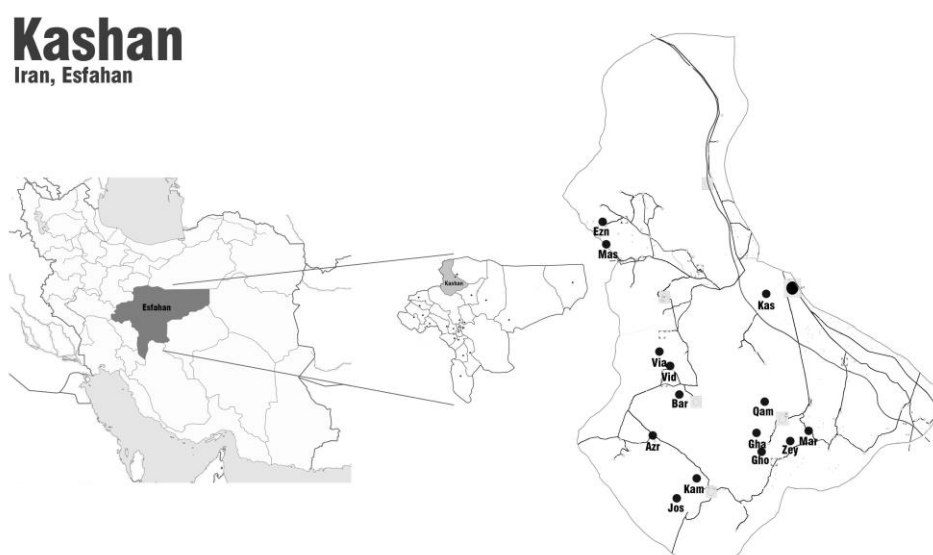 Kashan
Iran, Esfahan
Esfahan
Kashan
Ezn
Mas
Kas
Via
Vid
Bar
Qam
Azr
Gha
Mar
Zey
Gho
Kam
Jos